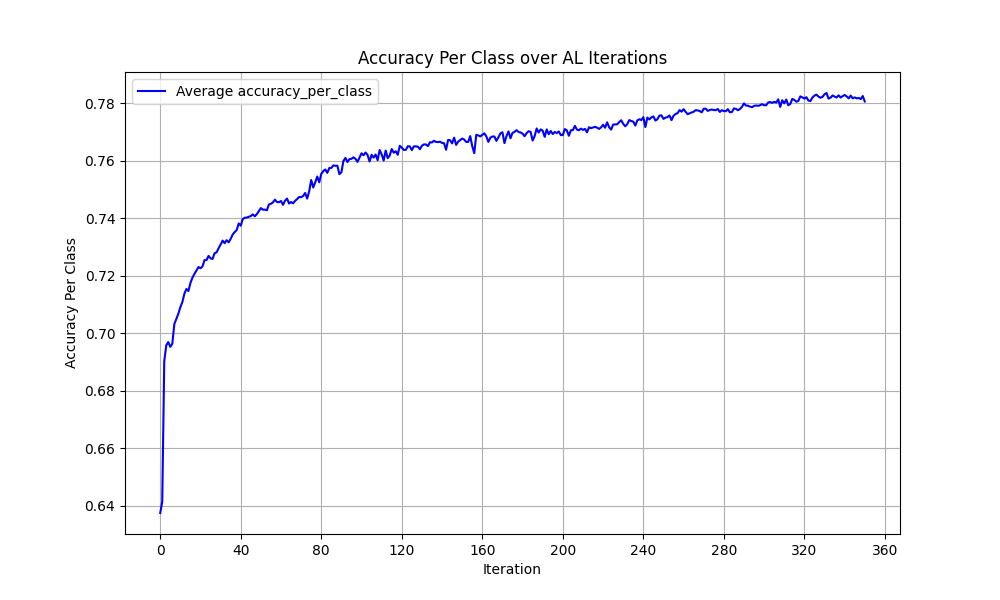 Accuracy Per Class over AL Iterations
Average accuracy_per_class
Accuracy Per Class
0.78
0.76
0.74
0.72
0.70
0.68
0.66
0.64
0 40 80 120 160 200 240 280 320 360
Iteration